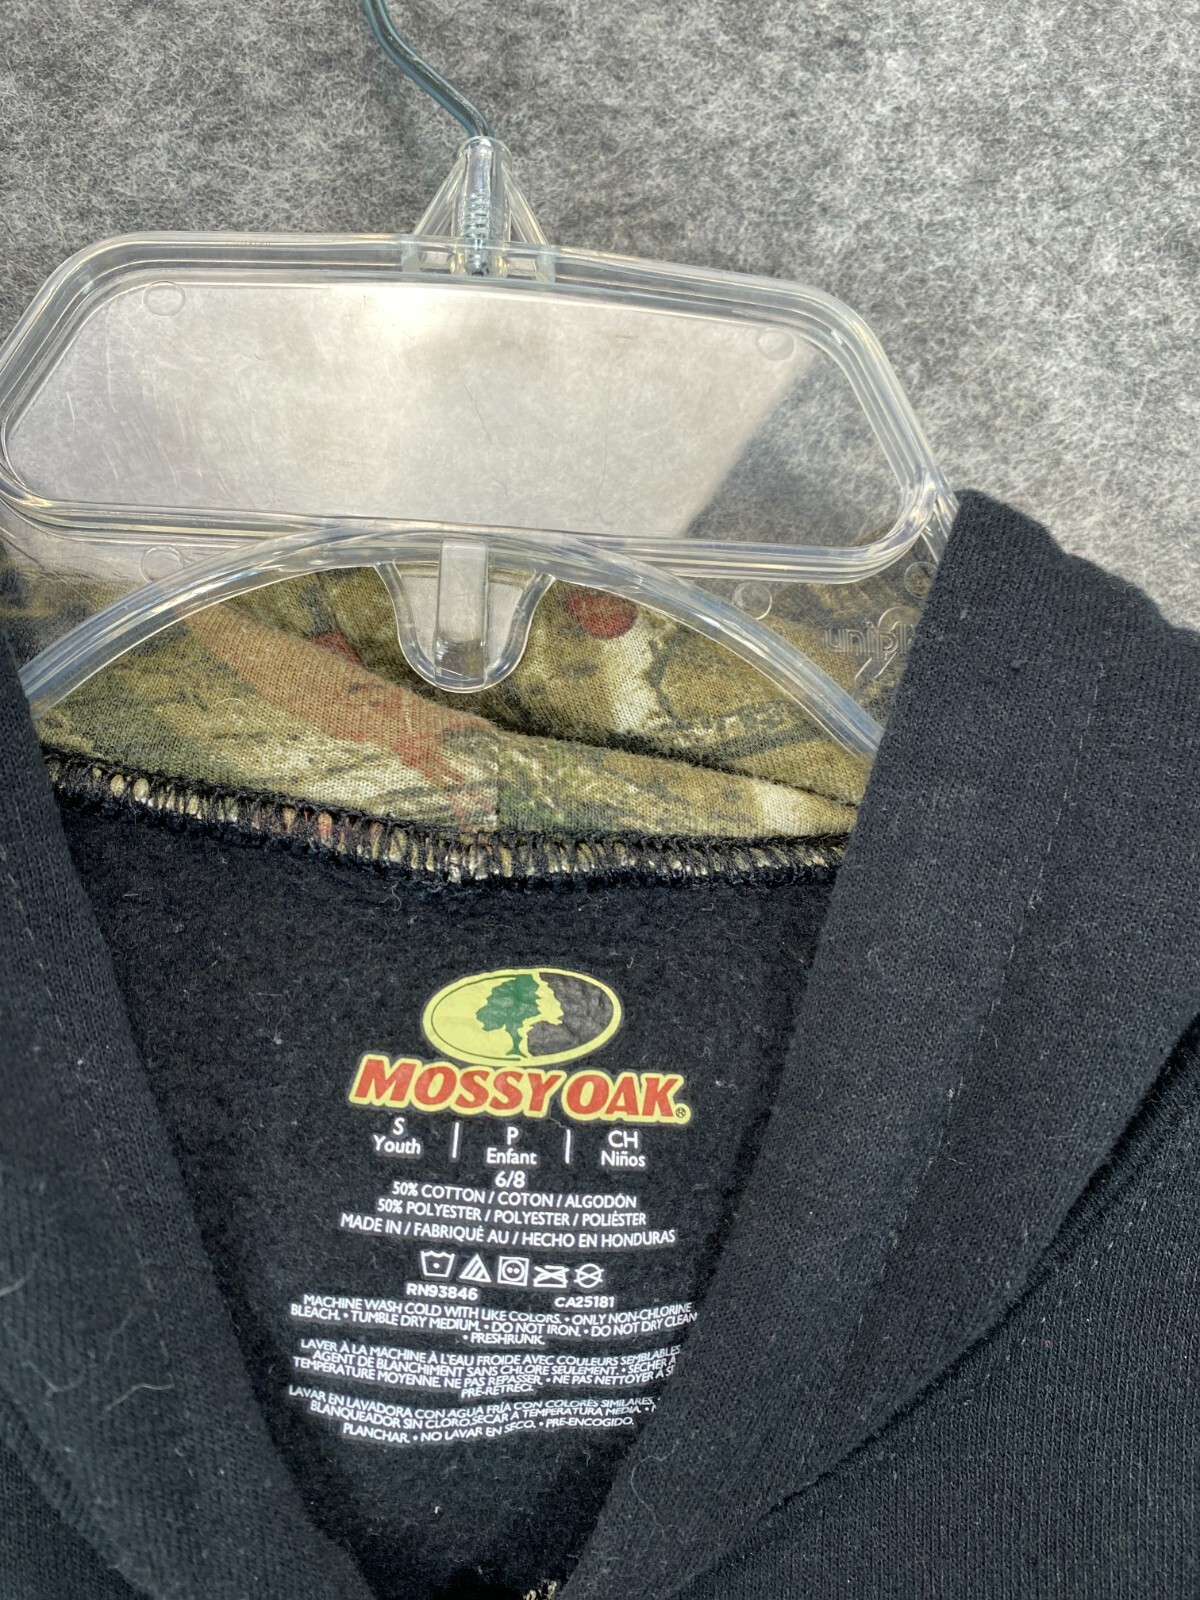 unipl
MOSSY OAK®
S | P | CH
Youth | Enfant | Niños
6/8
50% COTTON / COTON / ALGODÓN
50% POLYESTER / POLYESTER / POLIÉSTER
MADE IN / FABRIQUÉ AU / HECHO EN HONDURAS
RN93846 CA25181
MACHINE WASH COLD WITH LIKE COLORS. • ONLY NON-CHLORINE
BLEACH. • TUMBLE DRY MEDIUM. • DO NOT IRON. • DO NOT DRY CLEAN
• PRESHRUNK.
LAVER À LA MACHINE À L'EAU FROIDE AVEC COULEURS SEMBLABLES.
AGENT DE BLANCHIMENT SANS CHLORE SEULEMENT. • SÉCHER À
TEMPERATURE MOYENNE. NE PAS REPASSER. • NE PAS NETTOYER À
PRÉ-RÉTRÉCI.
LAVAR EN LAVADORA CON AGUA FRÍA CON COLORES SIMILARES.
BLANQUEADOR SIN CLORO.SECAR A TEMPERATURA MEDIA. •
PLANCHAR. • NO LAVAR EN SECO. • PRE-ENCOGIDO.